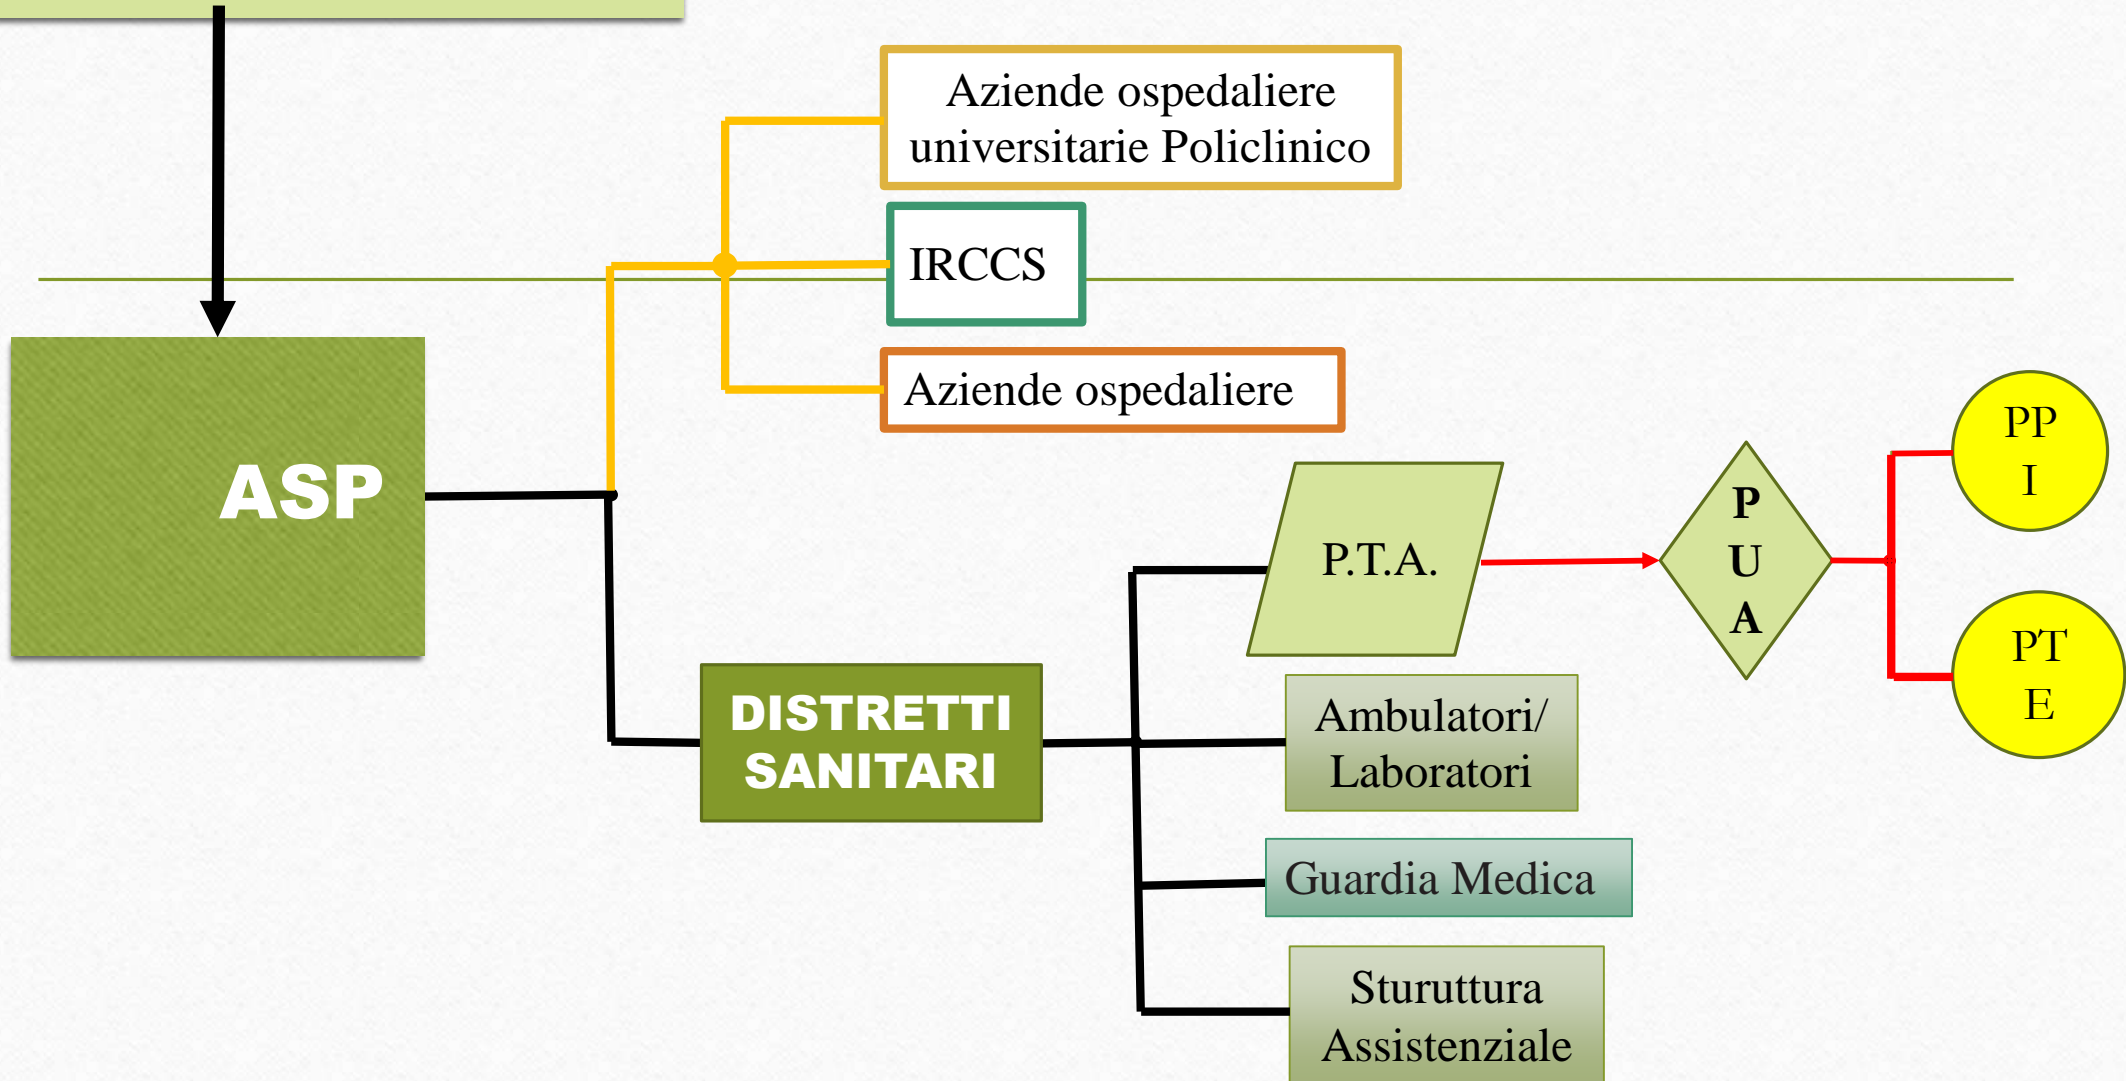 Aziende ospedaliere
universitarie Policlinico
IRCCS
Aziende ospedaliere
ASP
PP
I
P.T.A.
P
U
A
PT
E
DISTRETTI
SANITARI
Ambulatori/
Laboratori
Guardia Medica
Sturuttura
Assistenziale